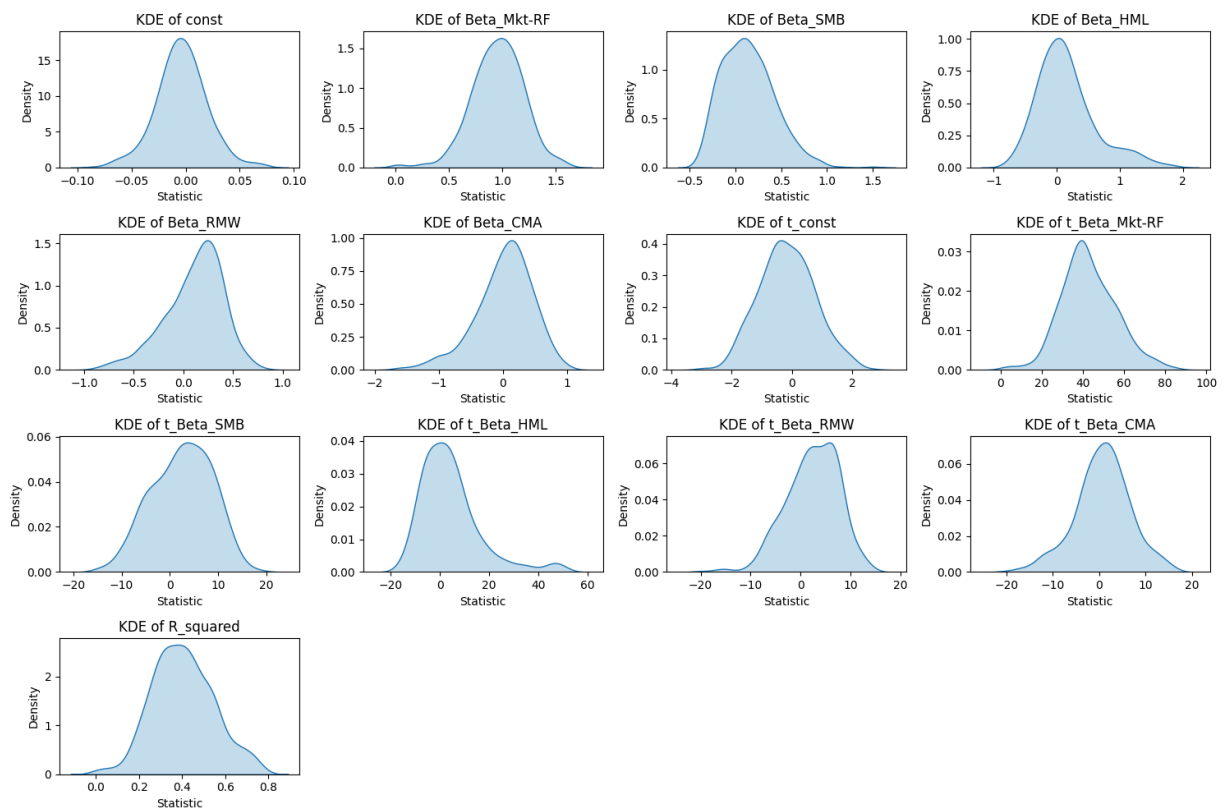 KDE of const
Density
15
10
5
0
−0.10 −0.05 0.00 0.05 0.10
Statistic
KDE of Beta_Mkt-RF
Density
1.5
1.0
0.5
0.0
0.0 0.5 1.0 1.5
Statistic
KDE of Beta_SMB
Density
1.0
0.5
0.0
−0.5 0.0 0.5 1.0 1.5
Statistic
KDE of Beta_HML
Density
1.00
0.75
0.50
0.25
0.00
−1 0 1 2
Statistic
KDE of Beta_RMW
Density
1.5
1.0
0.5
0.0
−1.0 −0.5 0.0 0.5 1.0
Statistic
KDE of Beta_CMA
Density
1.00
0.75
0.50
0.25
0.00
−2 −1 0 1
Statistic
KDE of t_const
Density
0.4
0.3
0.2
0.1
0.0
−4 −2 0 2
Statistic
KDE of t_Beta_Mkt-RF
Density
0.03
0.02
0.01
0.00
0 20 40 60 80 100
Statistic
KDE of t_Beta_SMB
Density
0.06
0.04
0.02
0.00
−20 −10 0 10 20
Statistic
KDE of t_Beta_HML
Density
0.04
0.03
0.02
0.01
0.00
−20 0 20 40 60
Statistic
KDE of t_Beta_RMW
Density
0.06
0.04
0.02
0.00
−20 −10 0 10 20
Statistic
KDE of t_Beta_CMA
Density
0.06
0.04
0.02
0.00
−20 −10 0 10 20
Statistic
KDE of R_squared
Density
2
1
0
0.0 0.2 0.4 0.6 0.8
Statistic